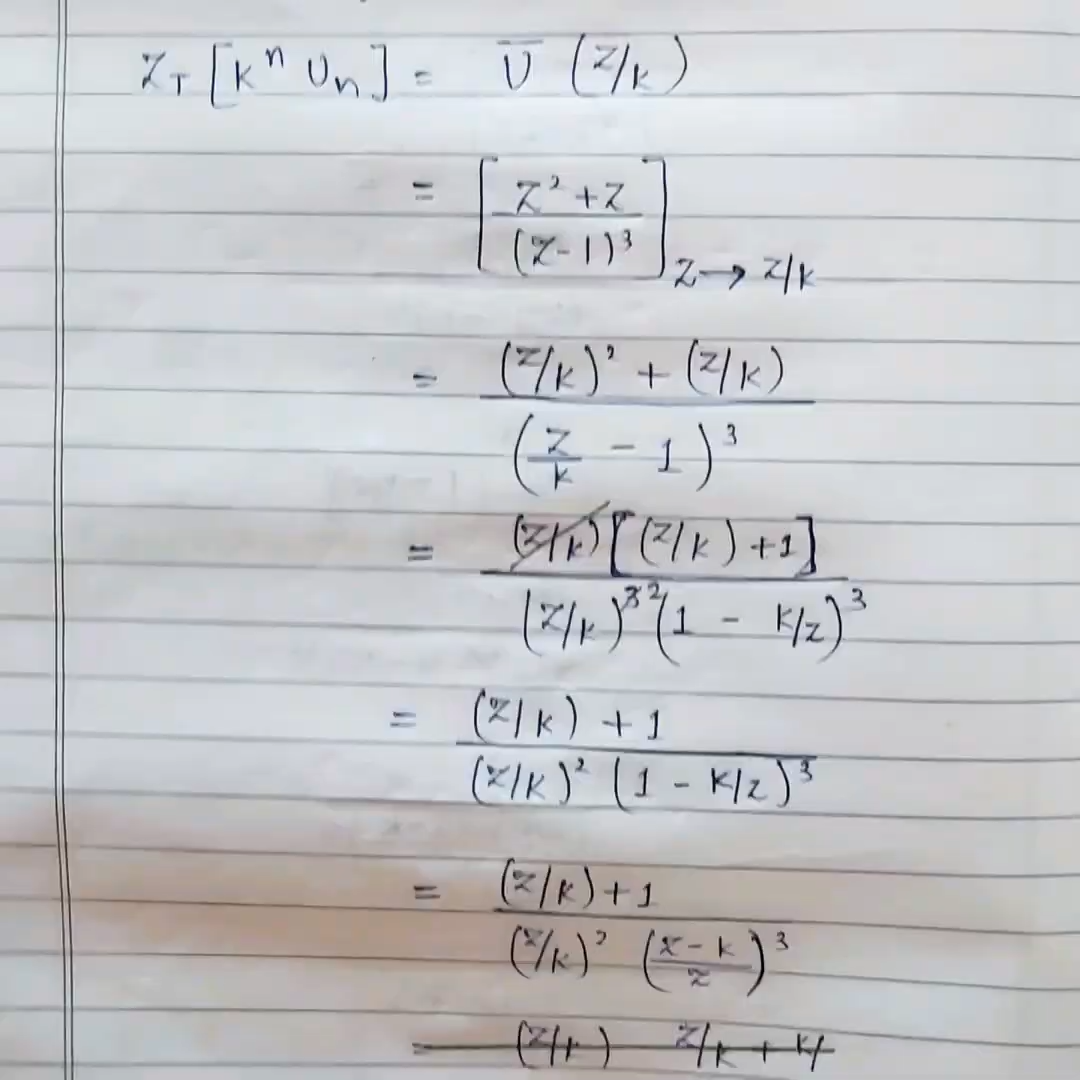 Z_T [k^n U_n] = U̅ (z/k)
= [(z² + z)/(z-1)³]_{z → z/k}
= ((z/k)² + (z/k))/((z/k) - 1)³
= (z/k) [(z/k) + 1]/((z/k)^3 2 (1 - k/z)³)
= ((z/k) + 1)/((z/k)² (1 - k/z)³)
= ((z/k) + 1)/((z/k)² ((z - k)/z)³)
= (z/k) z/k + k/